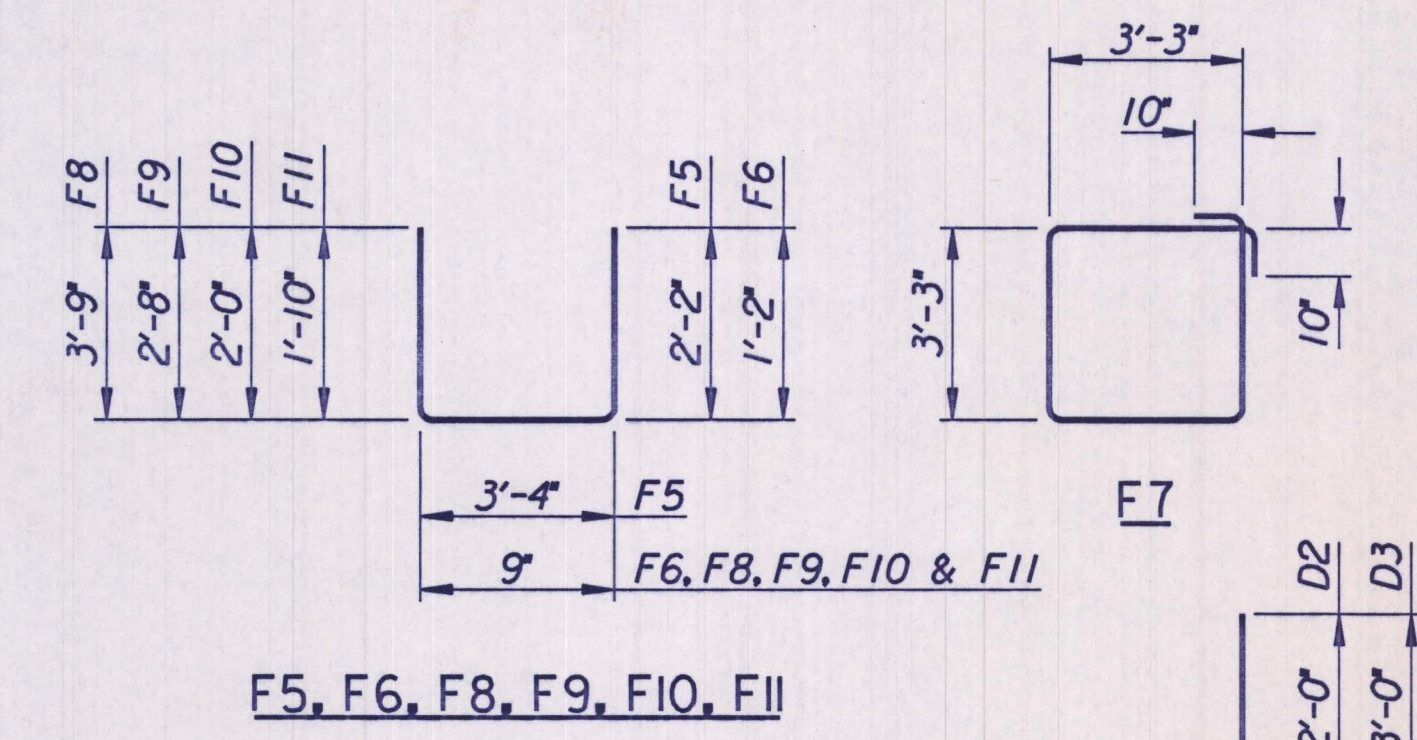 F8
F9
F10
F11
3'-9"
2'-8"
2'-0"
1'-10"
F5
F6
2'-2"
1'-2"
3'-4" F5
9" F6, F8, F9, F10 & F11
F5, F6, F8, F9, F10, F11
3'-3"
10"
3'-3"
10"
F7
D2
D3
2'-0"
3'-0"